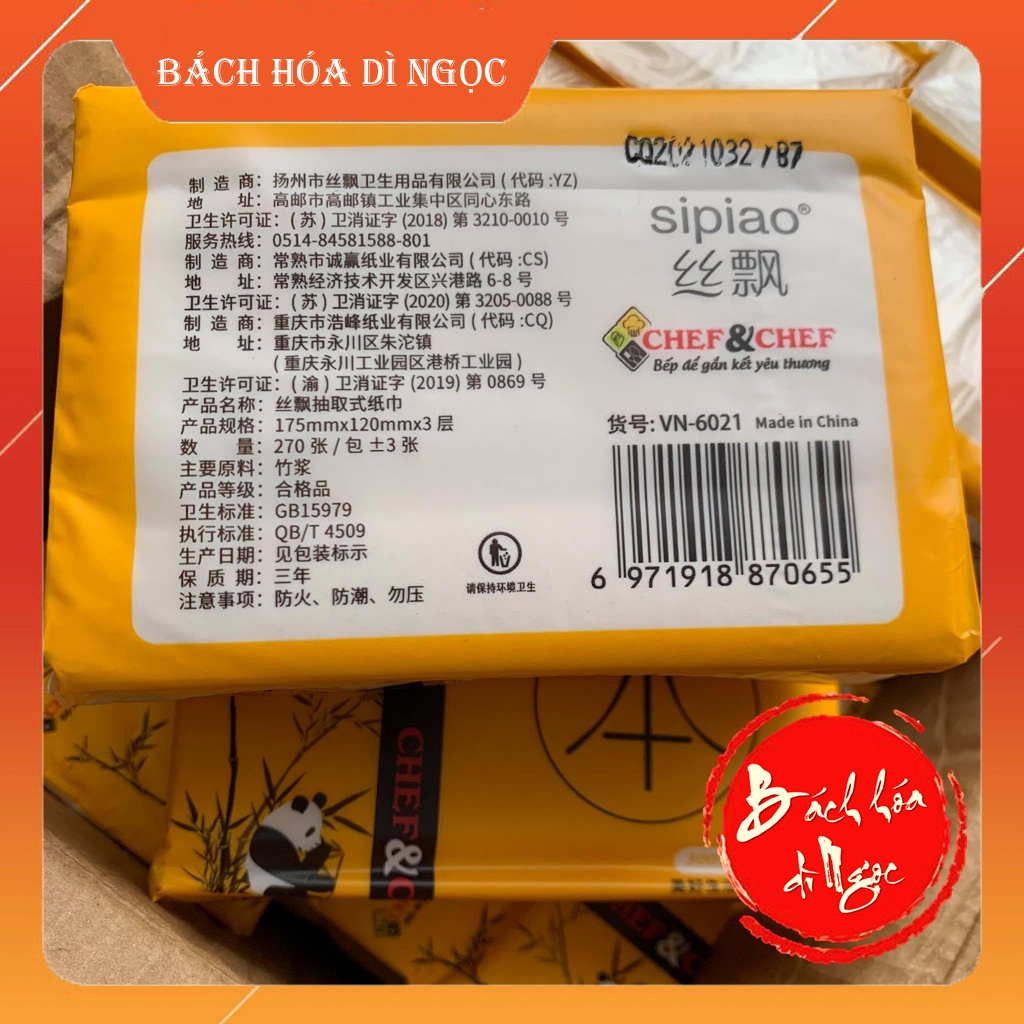 BÁCH HÓA DÌ NGỌC
CQ2021032787
制造商：扬州市丝飘卫生用品有限公司 ( 代码 :YZ)
地址：高邮市高邮镇工业集中区同心东路
卫生许可证：( 苏 ) 卫消证字 (2018) 第 3210-0010 号
服务热线：0514-84581588-801
制造商：常熟市诚赢纸业有限公司 ( 代码 :CS)
地址：常熟经济技术开发区兴港路 6-8 号
卫生许可证：( 苏 ) 卫消证字 (2020) 第 3205-0088 号
制造商：重庆市浩峰纸业有限公司 ( 代码 :CQ)
地址：重庆市永川区朱沱镇
( 重庆永川工业园区港桥工业园 )
卫生许可证：( 渝 ) 卫消证字 (2019) 第 0869 号
产品名称：丝飘抽取式纸巾
产品规格：175mmx120mmx3 层
数量：270 张 / 包 ±3 张
主要原料：竹浆
产品等级：合格品
卫生标准：GB15979
执行标准：QB/T 4509
生产日期：见包装标示
保质期：三年
注意事项：防火、防潮、勿压
请保持环境卫生
sipiao®
丝飘
CHEF&CHEF
Bếp để gắn kết yêu thương
货号: VN-6021 Made in China
6 971918 870655
CHEF&C
本
300
美好生
CHEF&C
Bách hóa
dì Ngọc